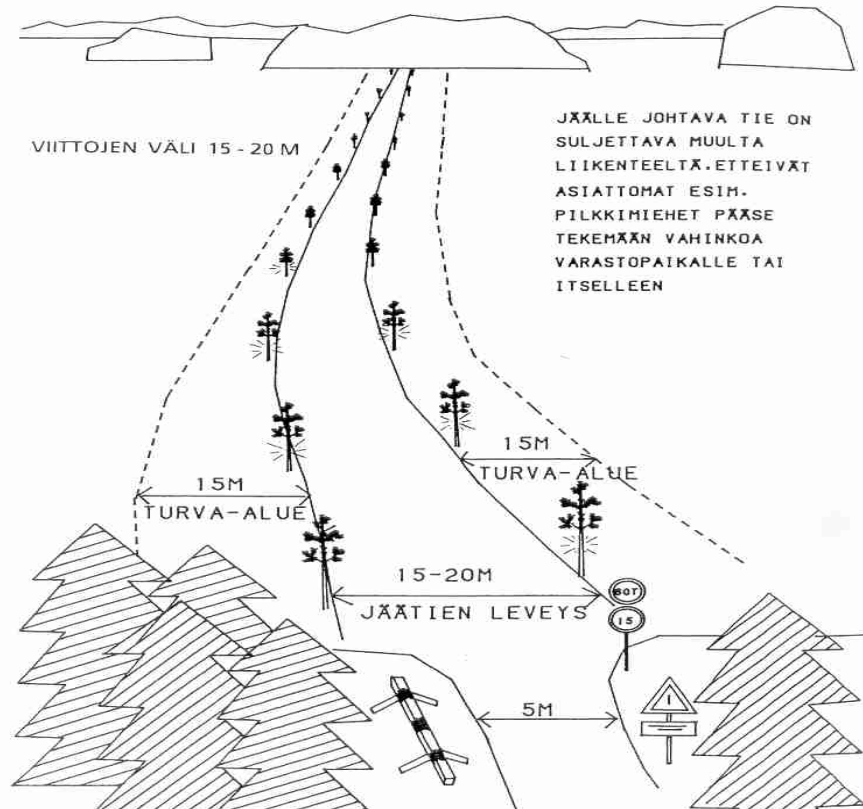 VIITTOJEN VÄLI 15 - 20 M
JÄÄLLE JOHTAVA TIE ON
SULJETTAVA MUULTA
LIIKENTEELTÄ.ETTEIVÄT
ASIATTOMAT ESIM.
PILKKIMIEHET PÄÄSE
TEKEMÄÄN VAHINKOA
VARASTOPAIKALLE TAI
ITSELLEEN
15M
TURVA-ALUE
15M
TURVA-ALUE
15-20M
JÄÄTIEN LEVEYS
60T
15
5M